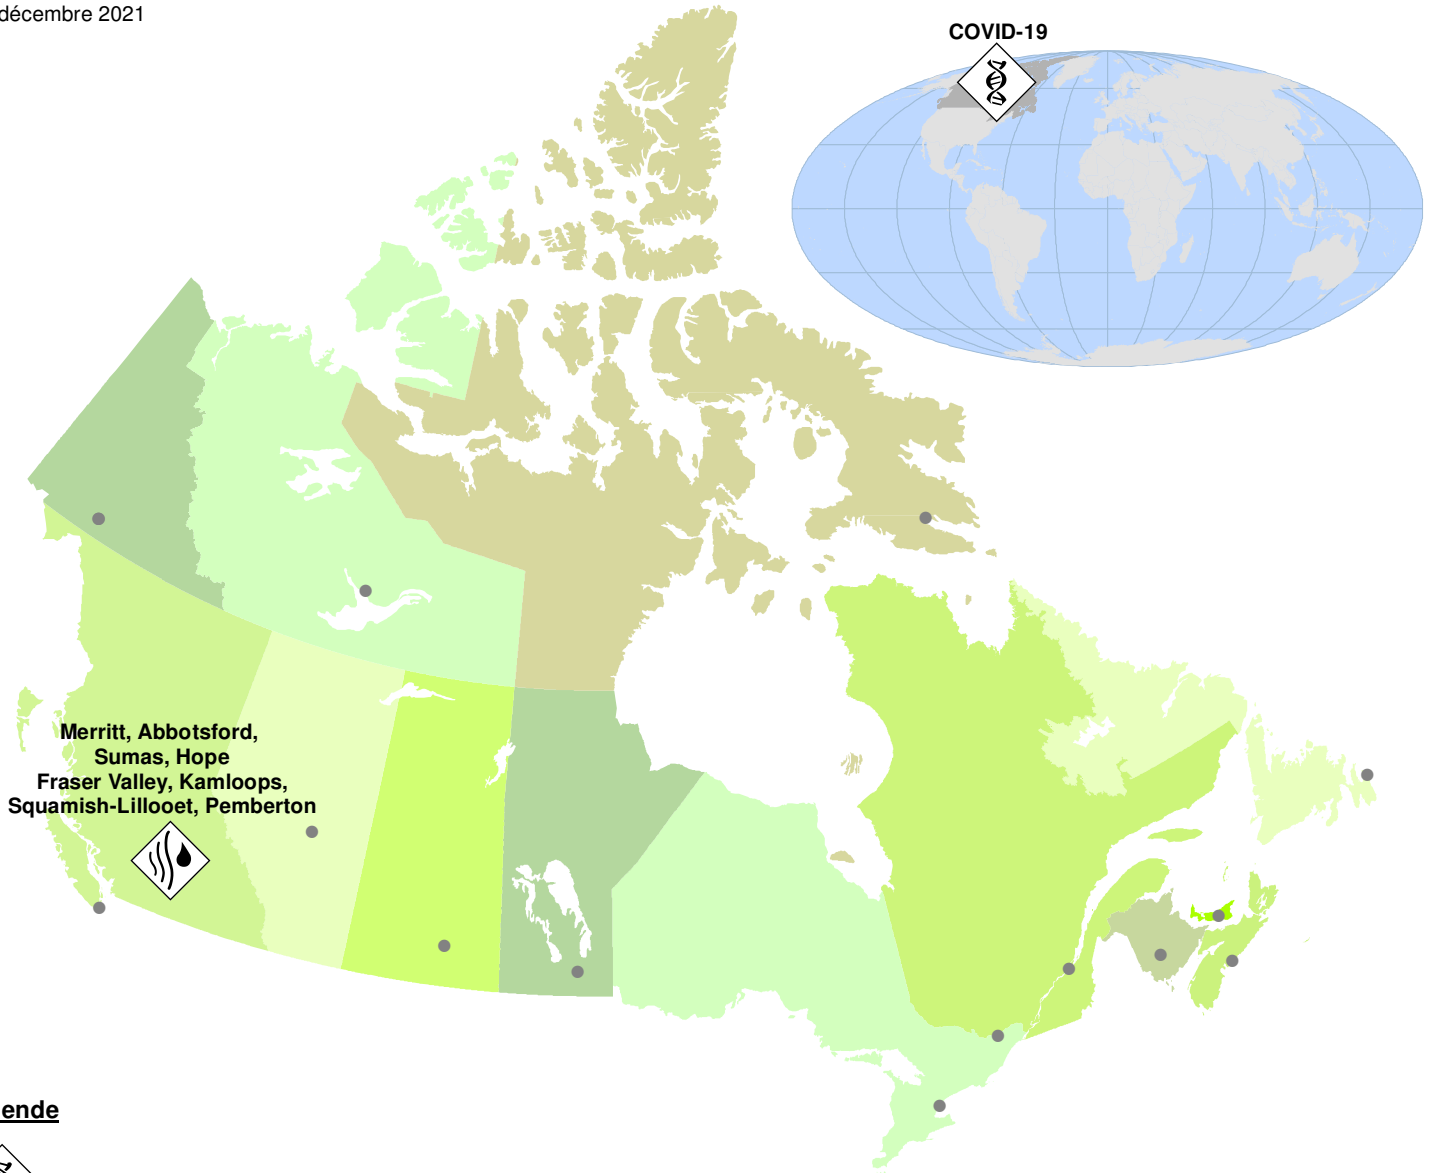 décembre 2021
COVID-19
Merritt, Abbotsford,
Sumas, Hope
Fraser Valley, Kamloops,
Squamish-Lillooet, Pemberton
ende